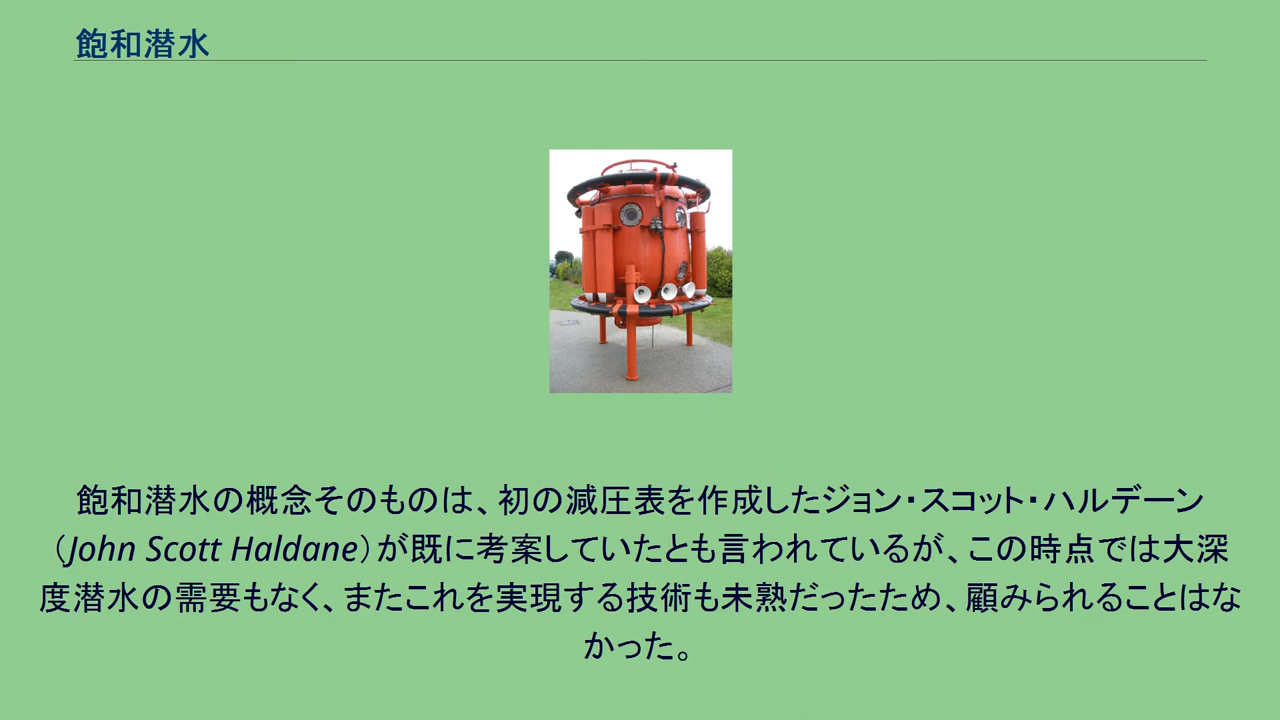 飽和潜水
飽和潜水の概念そのものは、初の減圧表を作成したジョン・スコット・ハルデーン
（John Scott Haldane）が既に考案していたとも言われているが、この時点では大深
度潜水の需要もなく、またこれを実現する技術も未熟だったため、顧みられることはな
かった。